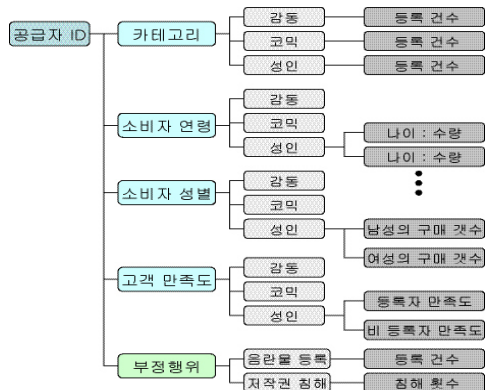 공급자 ID
카테고리
감동
등록 건수
코믹
등록 건수
성인
등록 건수
소비자 연령
감동
코믹
성인
나이 : 수량
나이 : 수량
소비자 성별
감동
코믹
성인
남성의 구매 갯수
여성의 구매 갯수
고객 만족도
감동
코믹
성인
등록자 만족도
비 등록자 만족도
부정행위
음란물 등록
등록 건수
저작권 침해
침해 횟수